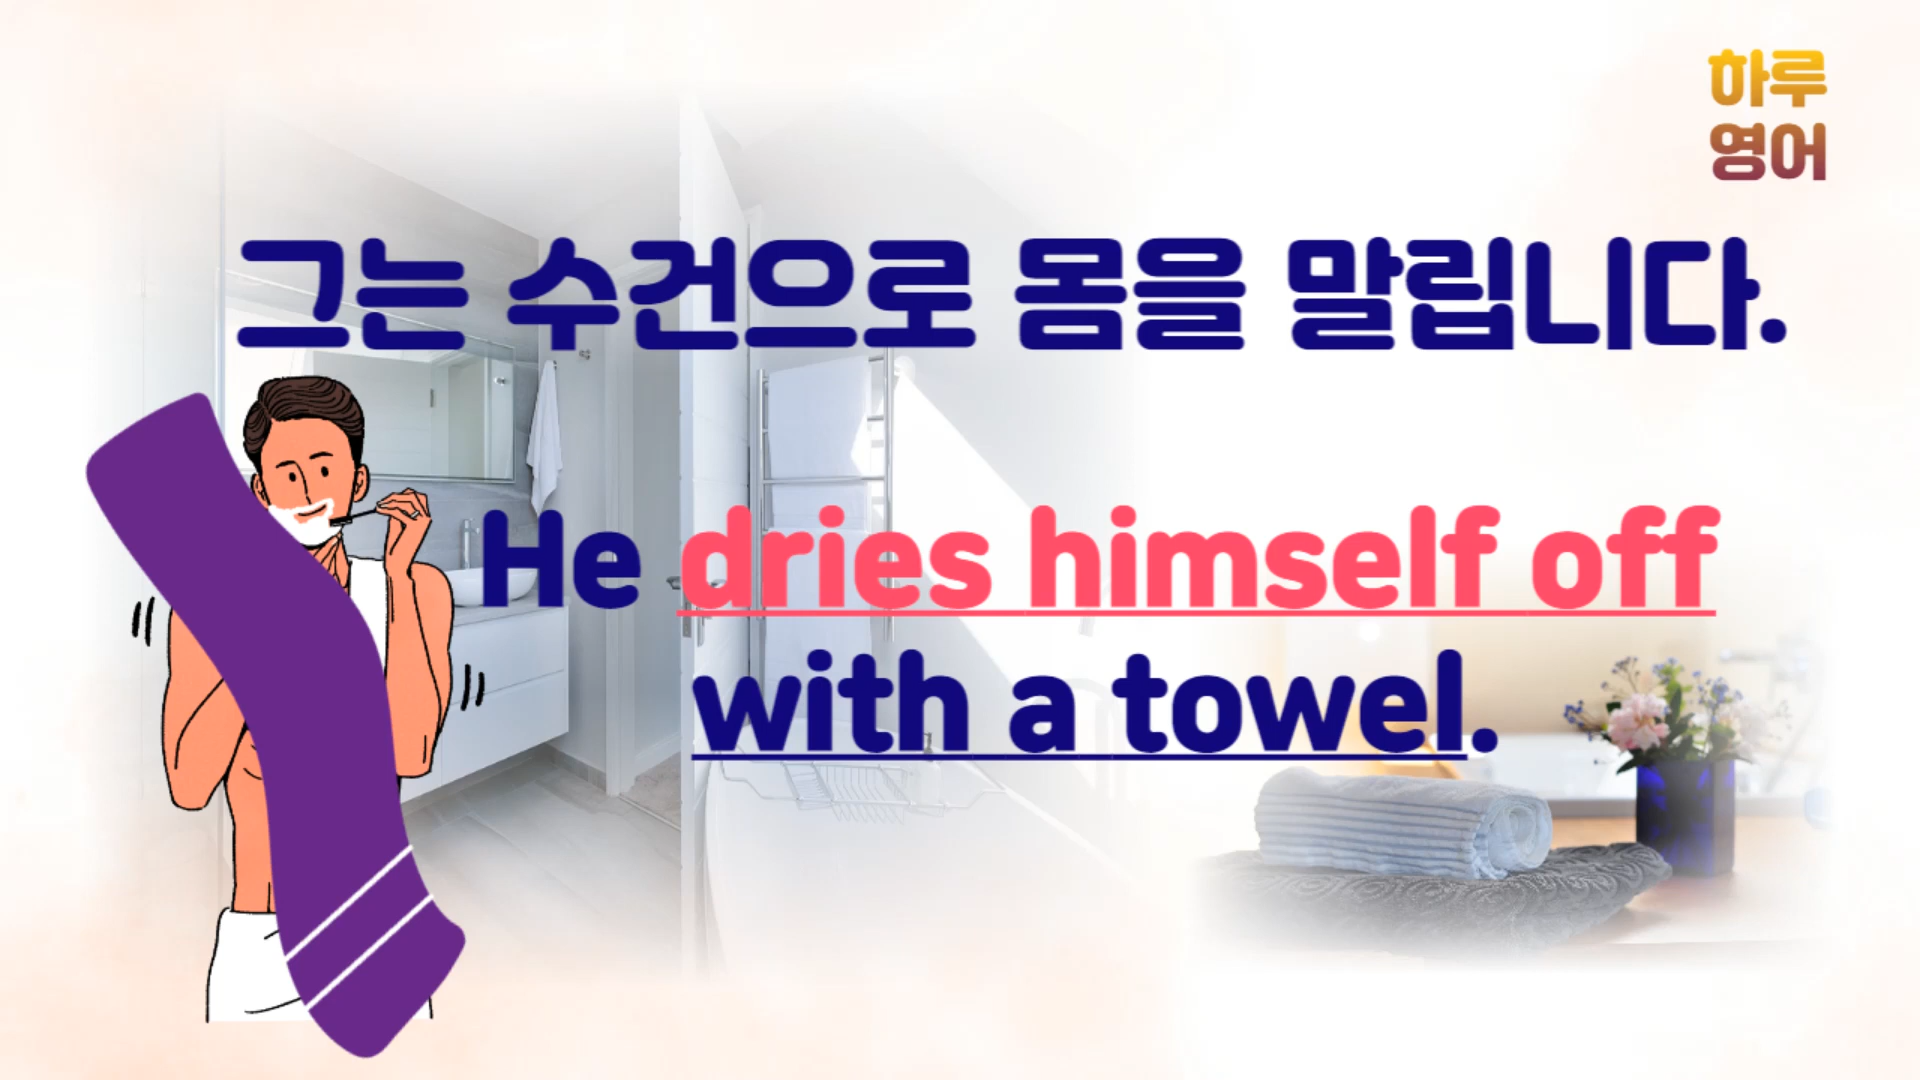 하루
영어
그는 수건으로 몸을 말립니다.
He dries himself off
with a towel.